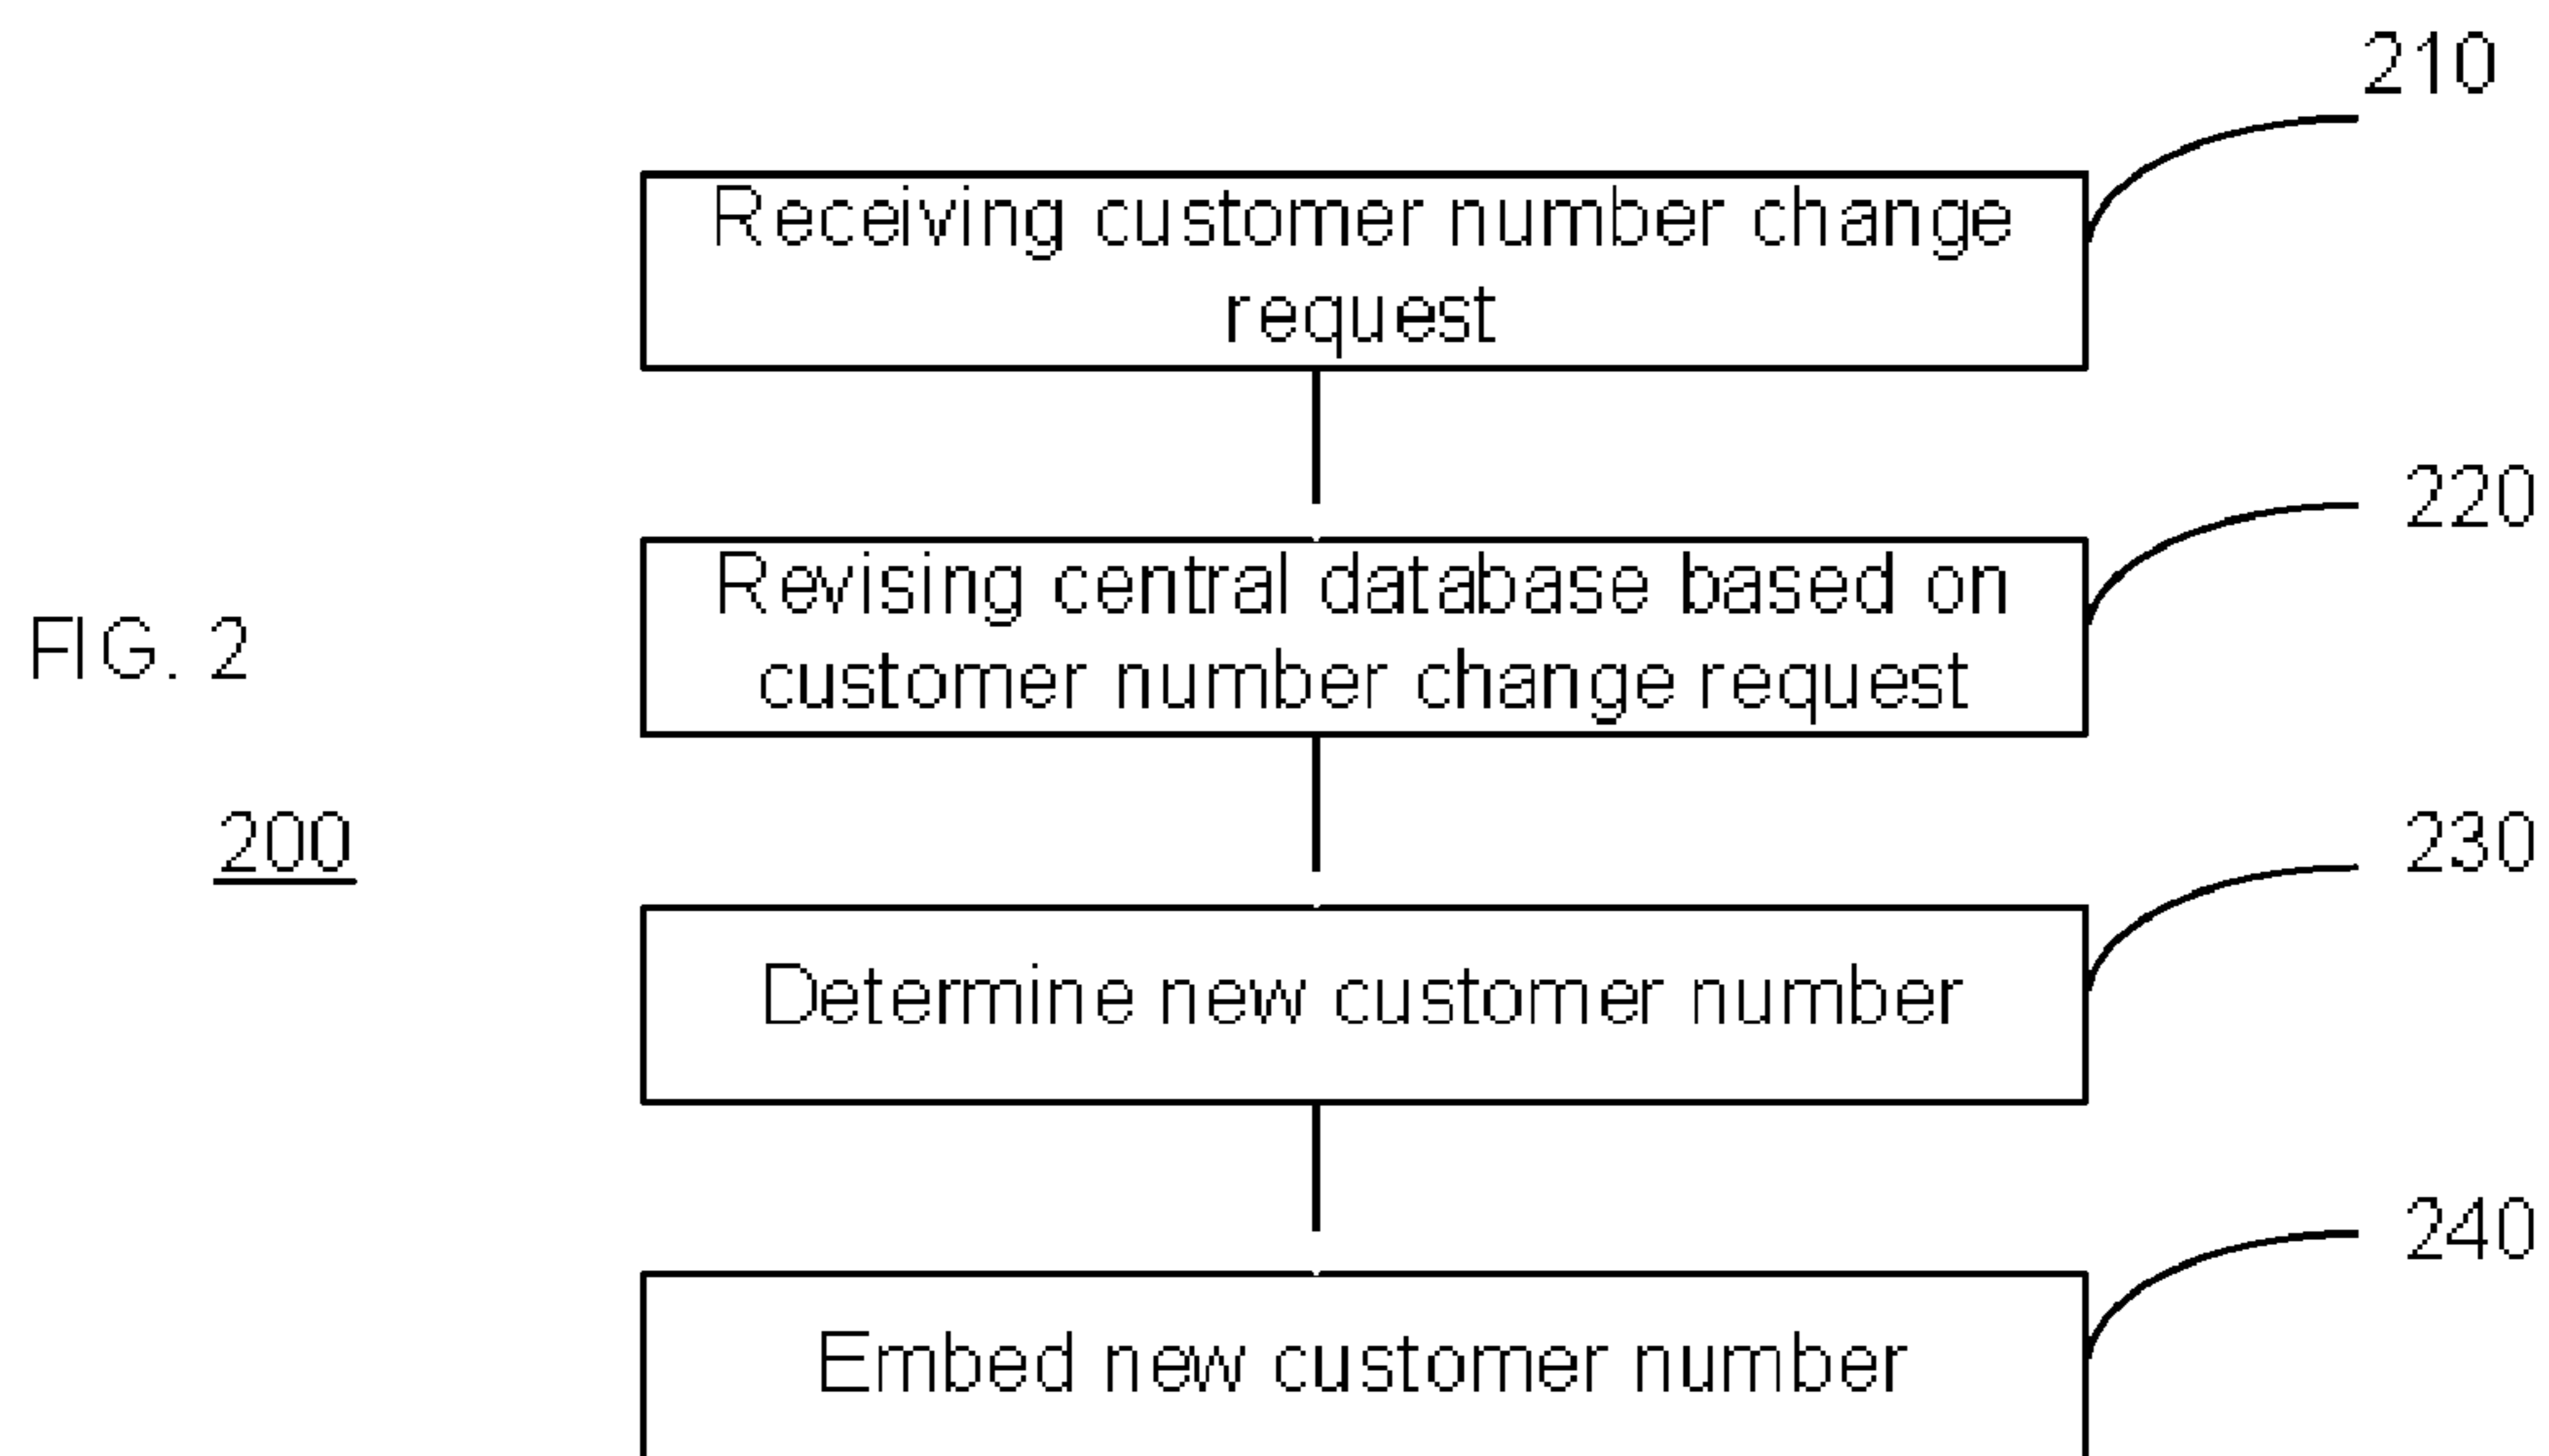 210
Receiving customer number change
request
220
Revising central database based on
customer number change request
FIG. 2
200
230
Determine new customer number
240
Embed new customer number